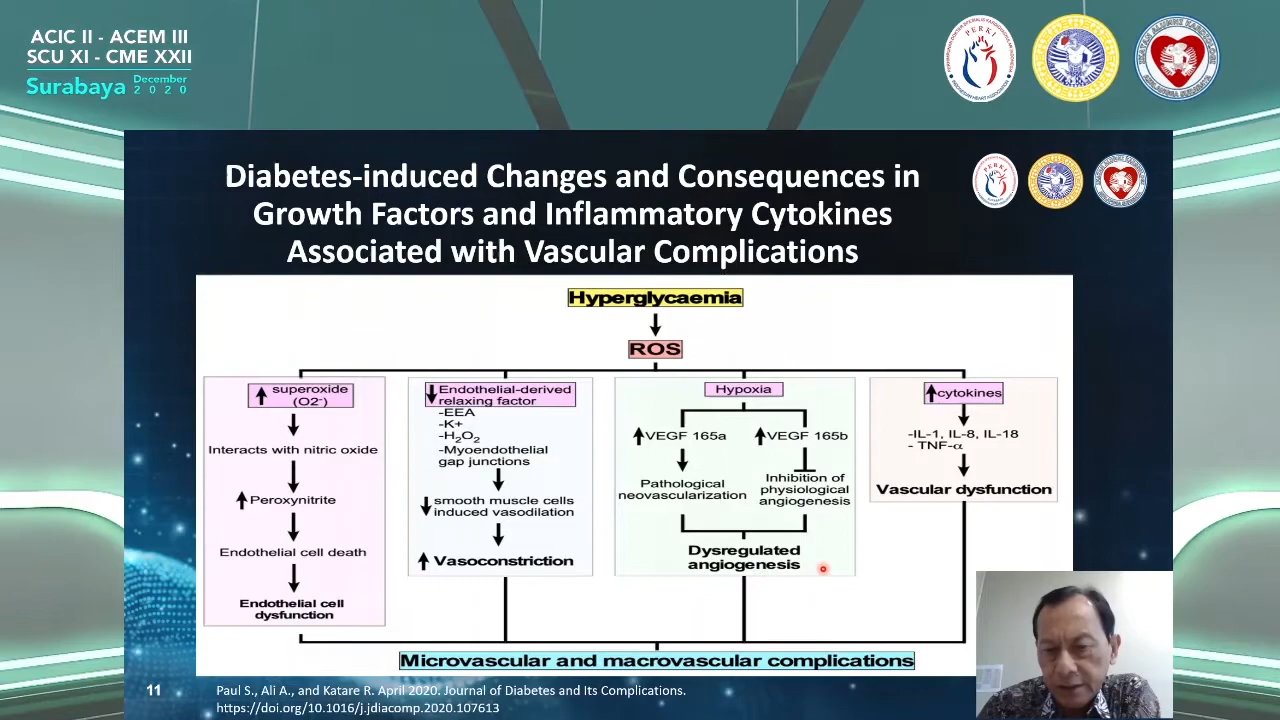 ACIC II - ACEM III
SCU XI - CME XXII
Surabaya December
2020
PERKI
Diabetes-induced Changes and Consequences in
Growth Factors and Inflammatory Cytokines
Associated with Vascular Complications
PERKI
Hyperglycaemia
ROS
superoxide
(O2-)
Interacts with nitric oxide
Peroxynitrite
Endothelial cell death
Endothelial cell
dysfunction
Endothelial-derived
relaxing factor
-EEA
-K+
-H₂O₂
-Myoendothelial
gap junctions
smooth muscle cells
induced vasodilation
Vasoconstriction
Hypoxia
VEGF 165a
Pathological
neovascularization
VEGF 165b
Inhibition of
physiological
angiogenesis
Dysregulated
angiogenesis
cytokines
-IL-1, IL-8, IL-18
- TNF-α
Vascular dysfunction
Microvascular and macrovascular complications
11
Paul S., Ali A., and Katare R. April 2020. Journal of Diabetes and Its Complications.
https://doi.org/10.1016/j.jdiacomp.2020.107613